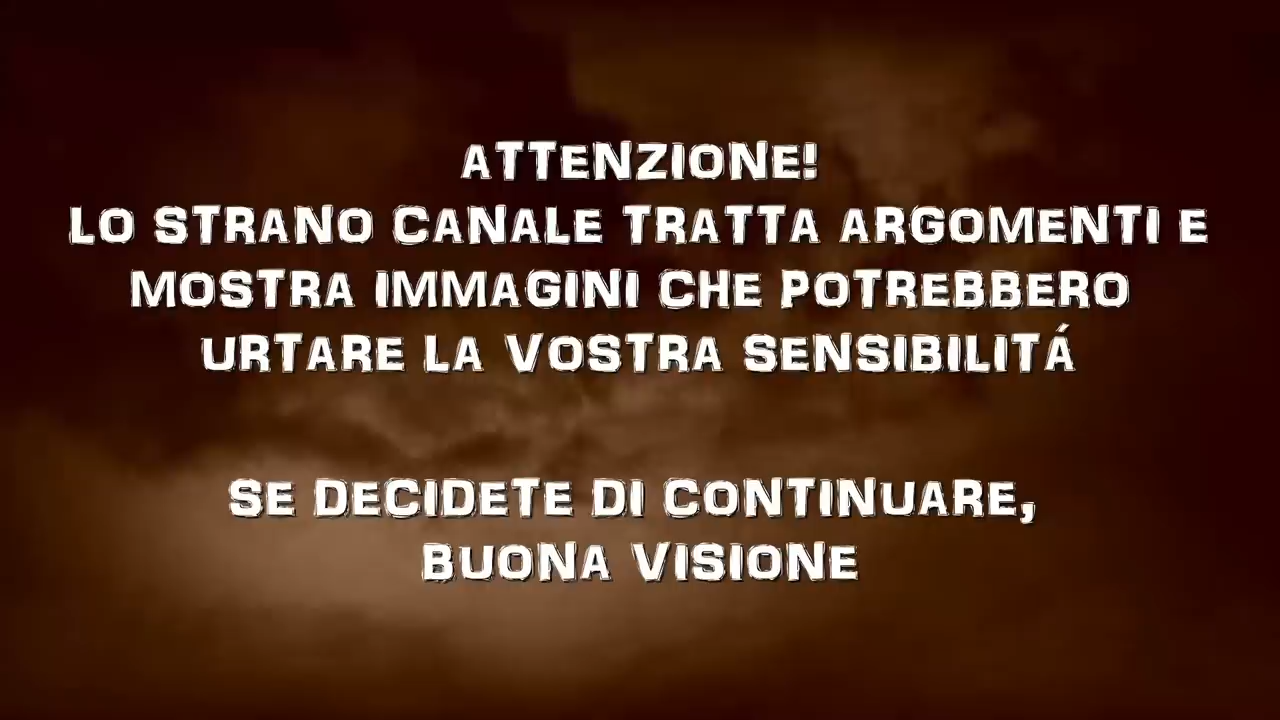 ATTENZIONE!
LO STRANO CANALE TRATTA ARGOMENTI E
MOSTRA IMMAGINI CHE POTREBBERO
URTARE LA VOSTRA SENSIBILITÁ
SE DECIDETE DI CONTINUARE,
BUONA VISIONE